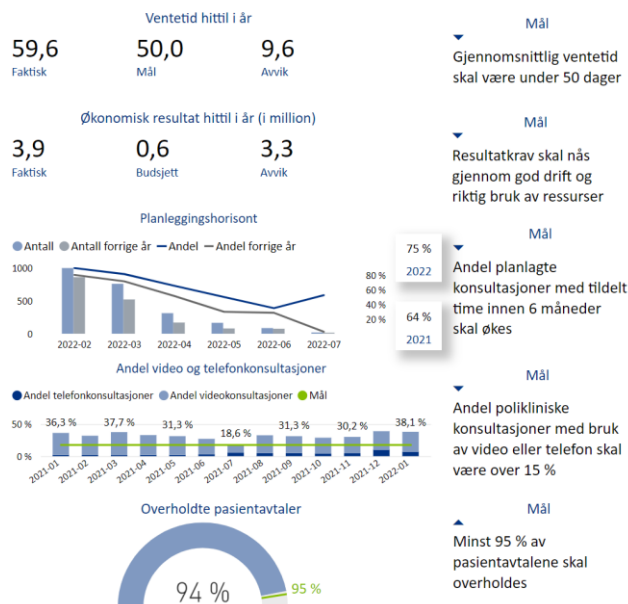 Ventetid hittil i år
59,6 50,0 9,6
Faktisk Mål Avvik
Mål
Gjennomsnittlig ventetid
skal være under 50 dager
Økonomisk resultat hittil i år (i million)
3,9 0,6 3,3
Faktisk Budsjett Avvik
Mål
Resultatkrav skal nås
gjennom god drift og
riktig bruk av ressurser
Planleggingshorisont
Antall Antall forrige år Andel Andel forrige år
1000
500
0
80 %
60 %
40 %
20 %
2022-02 2022-03 2022-04 2022-05 2022-06 2022-07
75 %
2022
64 %
2021
Mål
Andel planlagte
konsultasjoner med tildelt
time innen 6 måneder
skal økes
Andel video og telefonkonsultasjoner
Andel telefonkonsultasjoner Andel videokonsultasjoner Mål
50 %
0 %
36,3 % 37,7 % 31,3 % 18,6 % 31,3 % 30,2 % 38,1 %
2021-01 2021-02 2021-03 2021-04 2021-05 2021-06 2021-07 2021-08 2021-09 2021-10 2021-11 2021-12 2022-01
Mål
Andel polikliniske
konsultasjoner med bruk
av video eller telefon skal
være over 15 %
Overholdte pasientavtaler
94 %
95 %
Mål
Minst 95 % av
pasientavtalene skal
overholdes